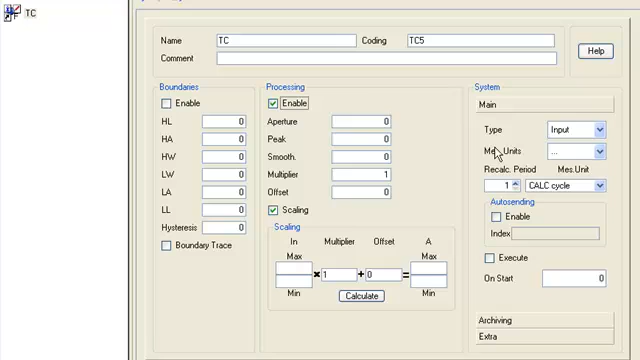 TC
Name TC Coding TC5
Comment
Help
Boundaries
Enable
HL 0
HA 0
HW 0
LW 0
LA 0
LL 0
Hysteresis 0
Boundary Trace
Processing
Enable
Aperture 0
Peak 0
Smooth. 0
Multiplier 1
Offset 0
Scaling
Scaling
In Multiplier Offset A
Max Max
× 1 + 0 =
Min Min
Calculate
System
Main
Type Input
Mes.Units ...
Recalc. Period Mes.Unit
1 CALC cycle
Autosending
Enable
Index
Execute
On Start 0
Archiving
Extra